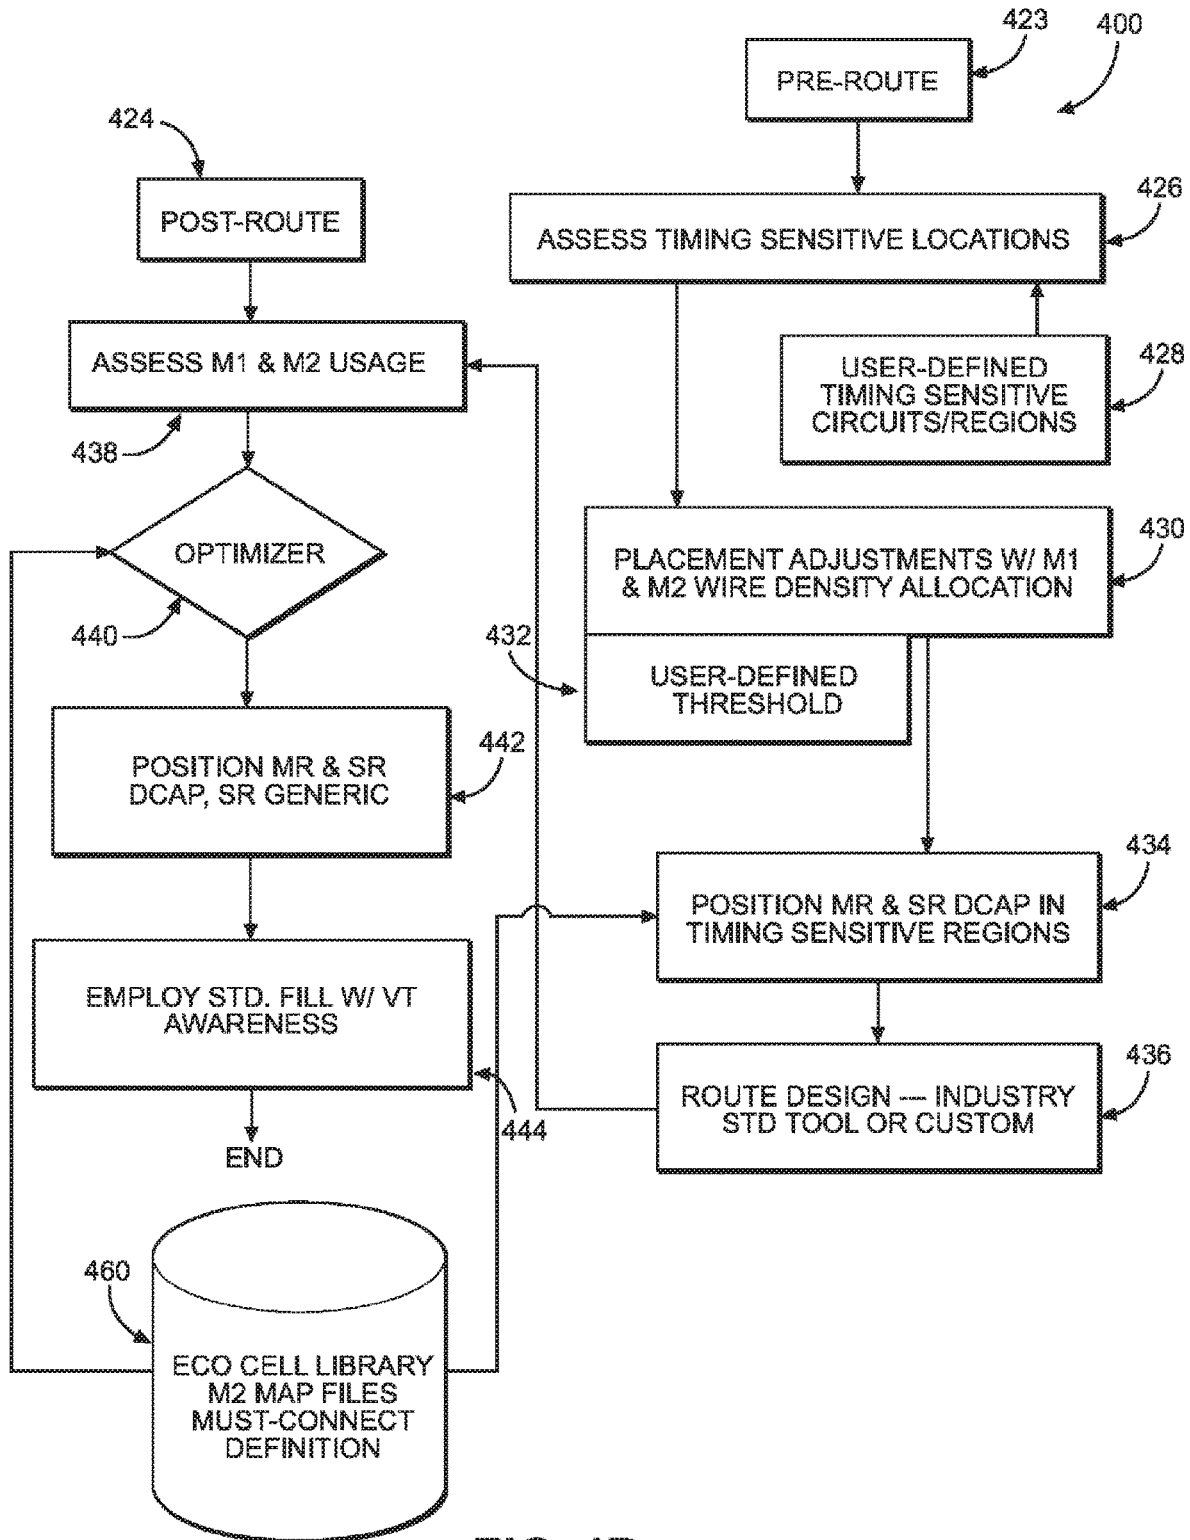 423
400
PRE-ROUTE
424
POST-ROUTE
426
ASSESS TIMING SENSITIVE LOCATIONS
ASSESS M1 & M2 USAGE
438
USER-DEFINED
TIMING SENSITIVE
CIRCUITS/REGIONS
428
OPTIMIZER
440
PLACEMENT ADJUSTMENTS W/ M1
& M2 WIRE DENSITY ALLOCATION
430
432
USER-DEFINED
THRESHOLD
POSITION MR & SR
DCAP, SR GENERIC
442
434
POSITION MR & SR DCAP IN
TIMING SENSITIVE REGIONS
EMPLOY STD. FILL W/ VT
AWARENESS
444
436
ROUTE DESIGN — INDUSTRY
STD TOOL OR CUSTOM
END
460
ECO CELL LIBRARY
M2 MAP FILES
MUST-CONNECT
DEFINITION